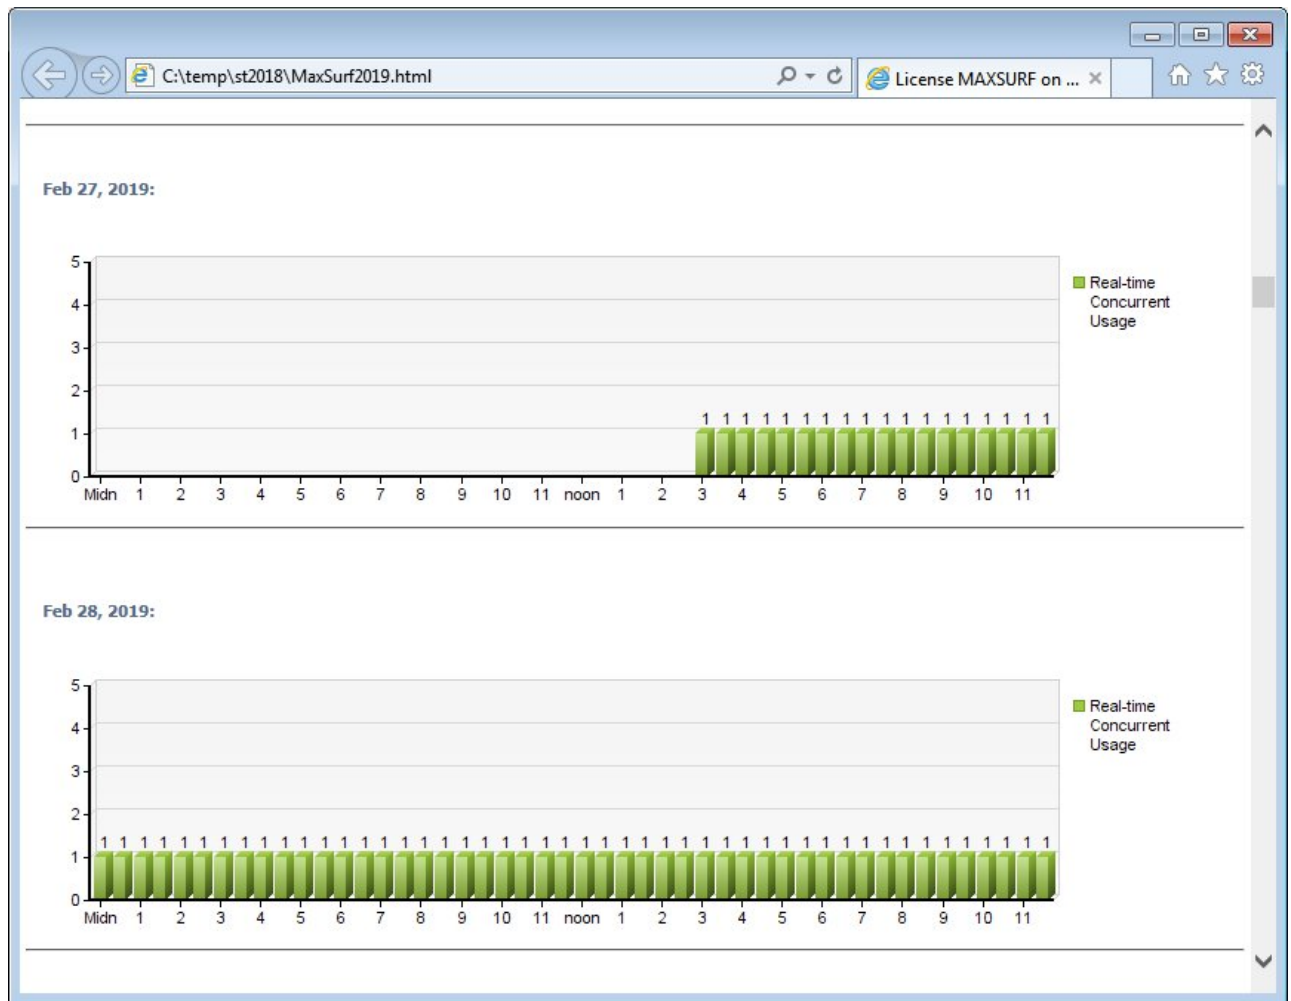 C:\temp\st2018\MaxSurf2019.html
License MAXSURF on ...
Feb 27, 2019:
5
4
3
2
1
0
1 1 1 1 1 1 1 1 1 1 1 1 1 1 1 1 1 1
Midn 1 2 3 4 5 6 7 8 9 10 11 noon 1 2 3 4 5 6 7 8 9 10 11
Real-time
Concurrent
Usage
Feb 28, 2019:
5
4
3
2
1
0
1 1 1 1 1 1 1 1 1 1 1 1 1 1 1 1 1 1 1 1 1 1 1 1 1 1 1 1 1 1 1 1 1 1 1 1 1 1 1 1 1 1 1 1 1 1 1 1
Midn 1 2 3 4 5 6 7 8 9 10 11 noon 1 2 3 4 5 6 7 8 9 10 11
Real-time
Concurrent
Usage